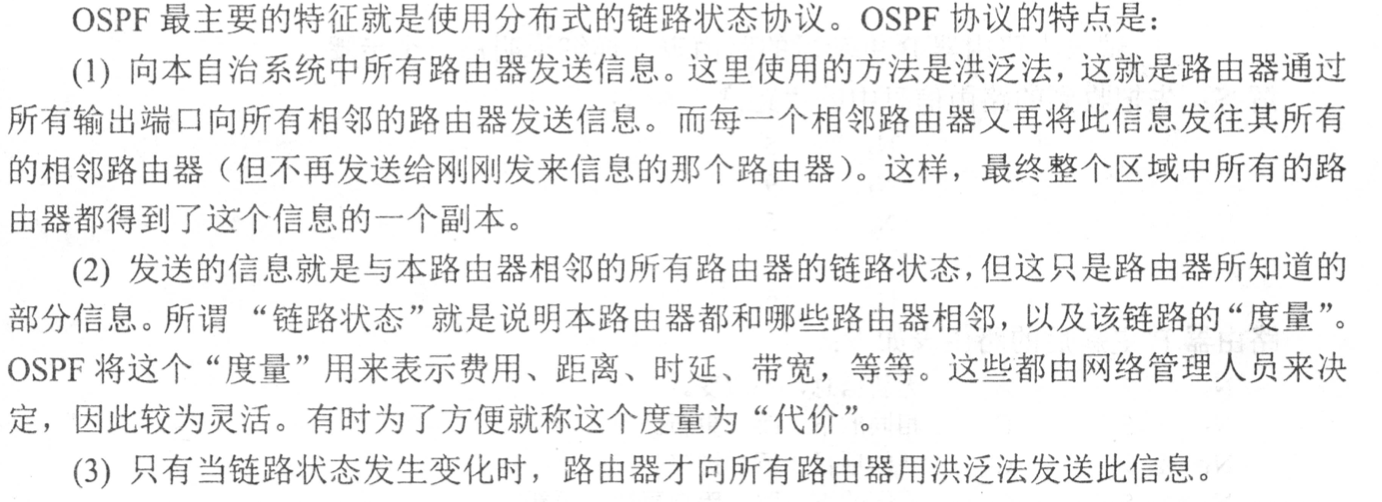 OSPF 最主要的特征就是使用分布式的链路状态协议。OSPF 协议的特点是：
(1) 向本自治系统中所有路由器发送信息。这里使用的方法是洪泛法，这就是路由器通过
所有输出端口向所有相邻的路由器发送信息。而每一个相邻路由器又再将此信息发往其所有
的相邻路由器（但不再发送给刚刚发来信息的那个路由器）。这样，最终整个区域中所有的路
由器都得到了这个信息的一个副本。
(2) 发送的信息就是与本路由器相邻的所有路由器的链路状态，但这只是路由器所知道的
部分信息。所谓 “链路状态”就是说明本路由器都和哪些路由器相邻，以及该链路的“度量”。
OSPF 将这个“度量”用来表示费用、距离、时延、带宽，等等。这些都由网络管理人员来决
定，因此较为灵活。有时为了方便就称这个度量为“代价”。
(3) 只有当链路状态发生变化时，路由器才向所有路由器用洪泛法发送此信息。